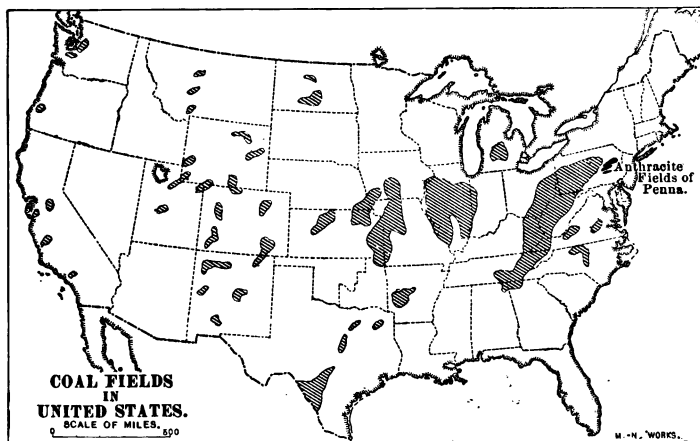 Anthracite
Fields of
Penna.
COAL FIELDS
IN
UNITED STATES.
SCALE OF MILES.
0 500
M.-N. WORKS.